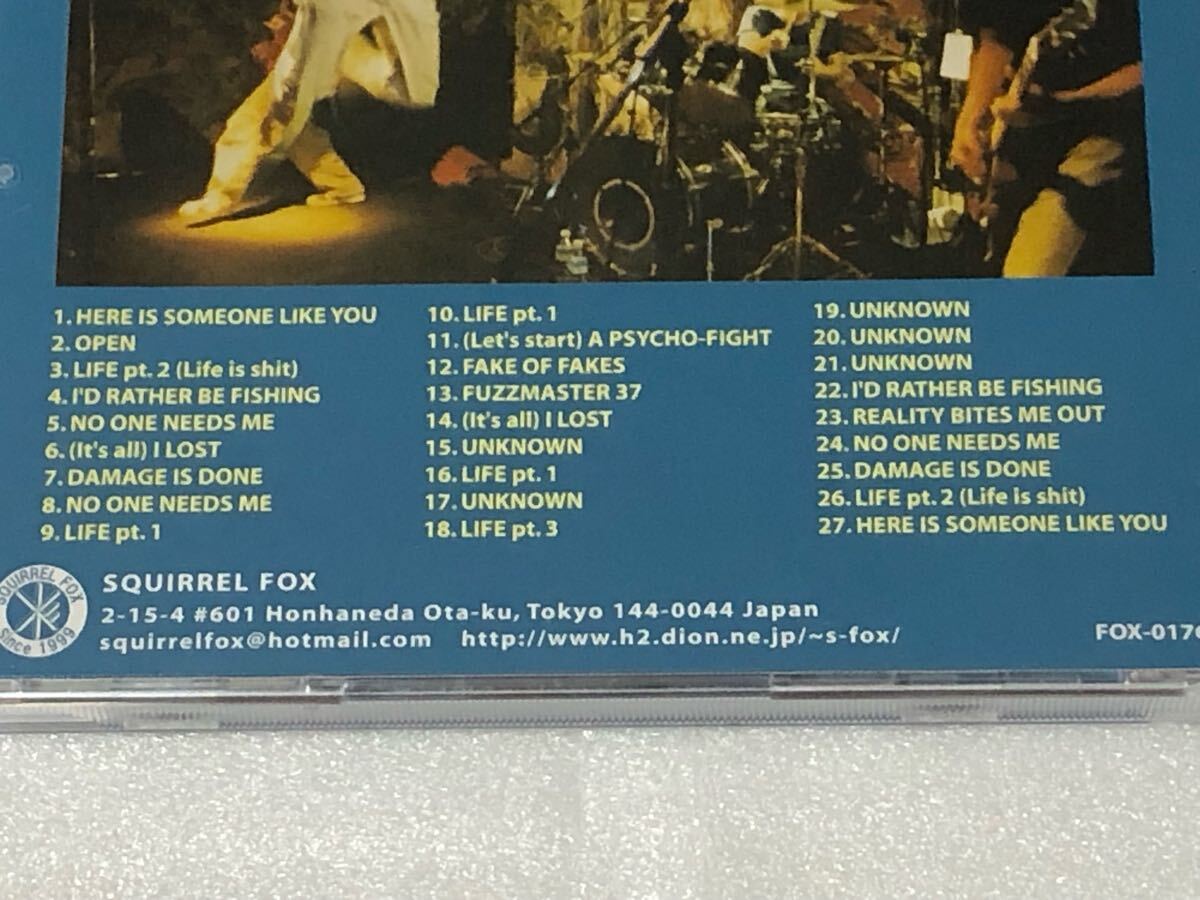 1. HERE IS SOMEONE LIKE YOU
2. OPEN
3. LIFE pt. 2 (Life is shit)
4. I'D RATHER BE FISHING
5. NO ONE NEEDS ME
6. (It's all) I LOST
7. DAMAGE IS DONE
8. NO ONE NEEDS ME
9. LIFE pt. 1
10. LIFE pt. 1
11. (Let's start) A PSYCHO-FIGHT
12. FAKE OF FAKES
13. FUZZMASTER 37
14. (It's all) I LOST
15. UNKNOWN
16. LIFE pt. 1
17. UNKNOWN
18. LIFE pt. 3
19. UNKNOWN
20. UNKNOWN
21. UNKNOWN
22. I'D RATHER BE FISHING
23. REALITY BITES ME OUT
24. NO ONE NEEDS ME
25. DAMAGE IS DONE
26. LIFE pt. 2 (Life is shit)
27. HERE IS SOMEONE LIKE YOU
SQUIRREL FOX
Since 1999
SQUIRREL FOX
2-15-4 #601 Honhaneda Ota-ku, Tokyo 144-0044 Japan
squirrelfox@hotmail.com http://www.h2.dion.ne.jp/~s-fox/
FOX-0176